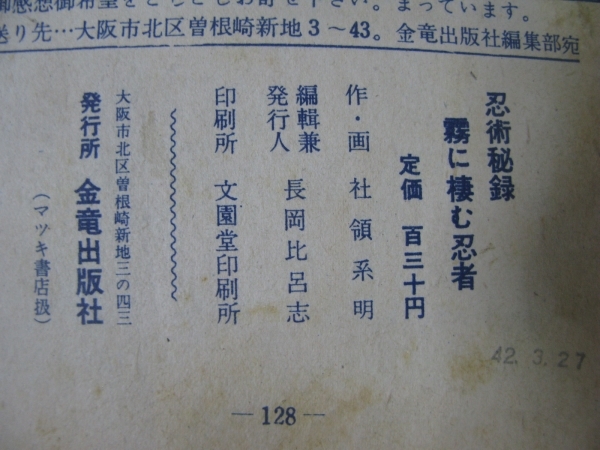 御感想御希望をどしどしお寄せ下さい。まっています。
送り先…大阪市北区曽根崎新地3～43。金竜出版社編集部宛
忍術秘録
霧に棲む忍者
定価 百三十円
作・画 社領系明
編輯兼
発行人 長岡比呂志
印刷所 文園堂印刷所
大阪市北区曽根崎新地三の四三
発行所 金竜出版社
(マツキ書店扱)
42.3.27
—128—